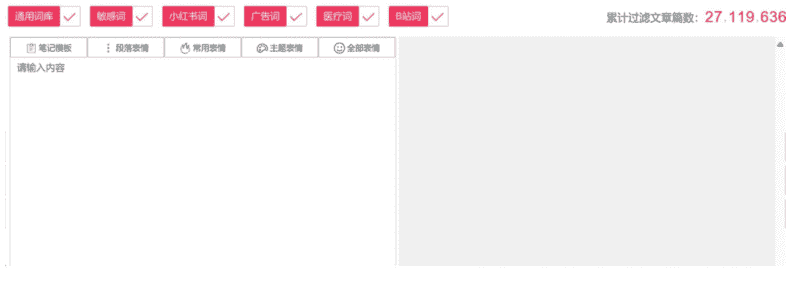 通用词库 敏感词 小红书词 广告词 医疗词 B站词 累计过滤文章篇数：27.119.636
笔记模板 段落表情 常用表情 主题表情 全部表情
请输入内容